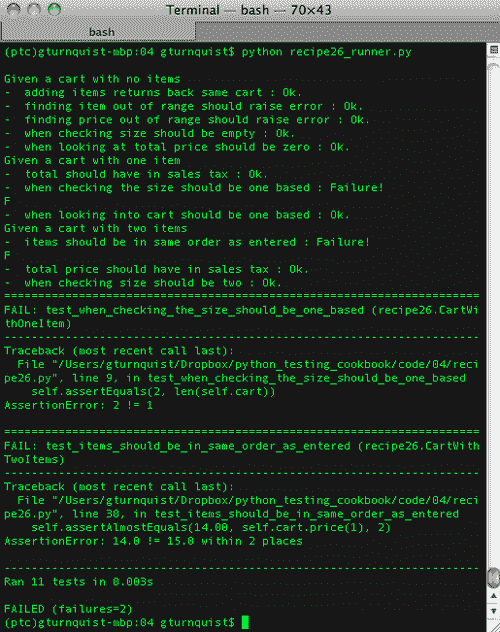 Terminal — bash — 70×43
bash
(ptc)gturnquist-mbp:04 gturnquist$ python recipe26_runner.py
Given a cart with no items
-  adding items returns back same cart : Ok.
-  finding item out of range should raise error : Ok.
-  finding price out of range should raise error : Ok.
-  when checking size should be empty : Ok.
-  when looking at total price should be zero : Ok.
Given a cart with one item
-  total should have in sales tax : Ok.
-  when checking the size should be one based : Failure!
F
-  when looking into cart should be one based : Ok.
Given a cart with two items
-  items should be in same order as entered : Failure!
F
-  total price should have in sales tax : Ok.
-  when checking size should be two : Ok.
======================================================================
FAIL: test_when_checking_the_size_should_be_one_based (recipe26.CartWi
thOneItem)
----------------------------------------------------------------------
Traceback (most recent call last):
  File "/Users/gturnquist/Dropbox/python_testing_cookbook/code/04/reci
pe26.py", line 9, in test_when_checking_the_size_should_be_one_based
    self.assertEquals(2, len(self.cart))
AssertionError: 2 != 1
======================================================================
FAIL: test_items_should_be_in_same_order_as_entered (recipe26.CartWith
TwoItems)
----------------------------------------------------------------------
Traceback (most recent call last):
  File "/Users/gturnquist/Dropbox/python_testing_cookbook/code/04/reci
pe26.py", line 38, in test_items_should_be_in_same_order_as_entered
    self.assertAlmostEquals(14.00, self.cart.price(1), 2)
AssertionError: 14.0 != 15.0 within 2 places
----------------------------------------------------------------------
Ran 11 tests in 0.003s
FAILED (failures=2)
(ptc)gturnquist-mbp:04 gturnquist$